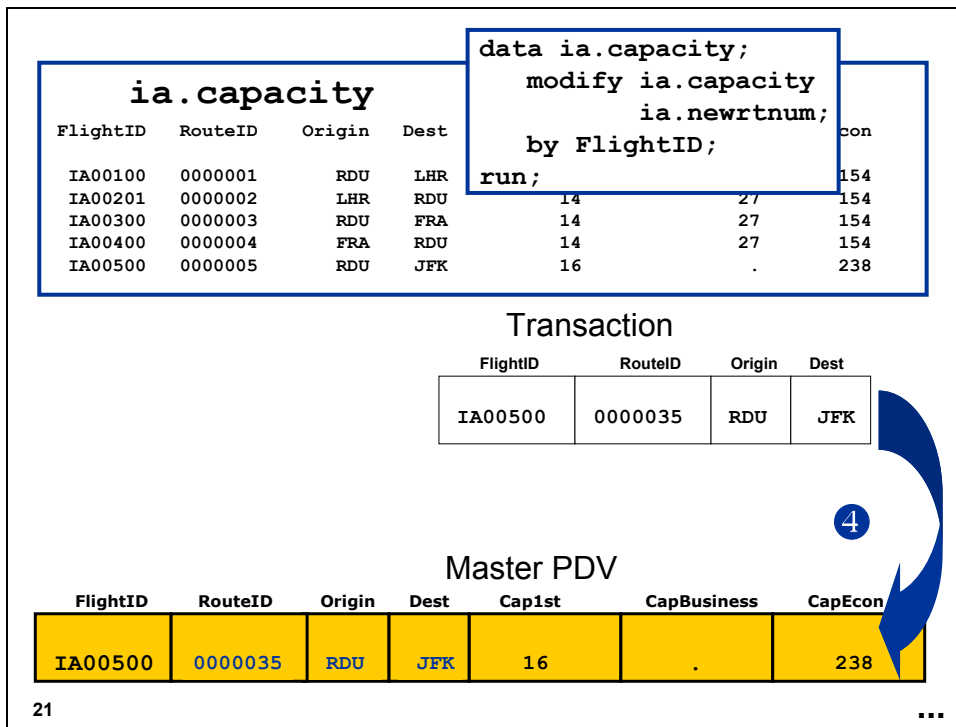 data ia.capacity;
modify ia.capacity
ia.newrtnum;
by FlightID;
run;
ia.capacity
FlightID RouteID Origin Dest con
IA00100 0000001 RDU LHR 154
IA00201 0000002 LHR RDU 14 27 154
IA00300 0000003 RDU FRA 14 27 154
IA00400 0000004 FRA RDU 14 27 154
IA00500 0000005 RDU JFK 16 . 238
Transaction
FlightID RouteID Origin Dest
IA00500 0000035 RDU JFK
4
Master PDV
FlightID RouteID Origin Dest Cap1st CapBusiness CapEcon
IA00500 0000035 RDU JFK 16 . 238
21 ...